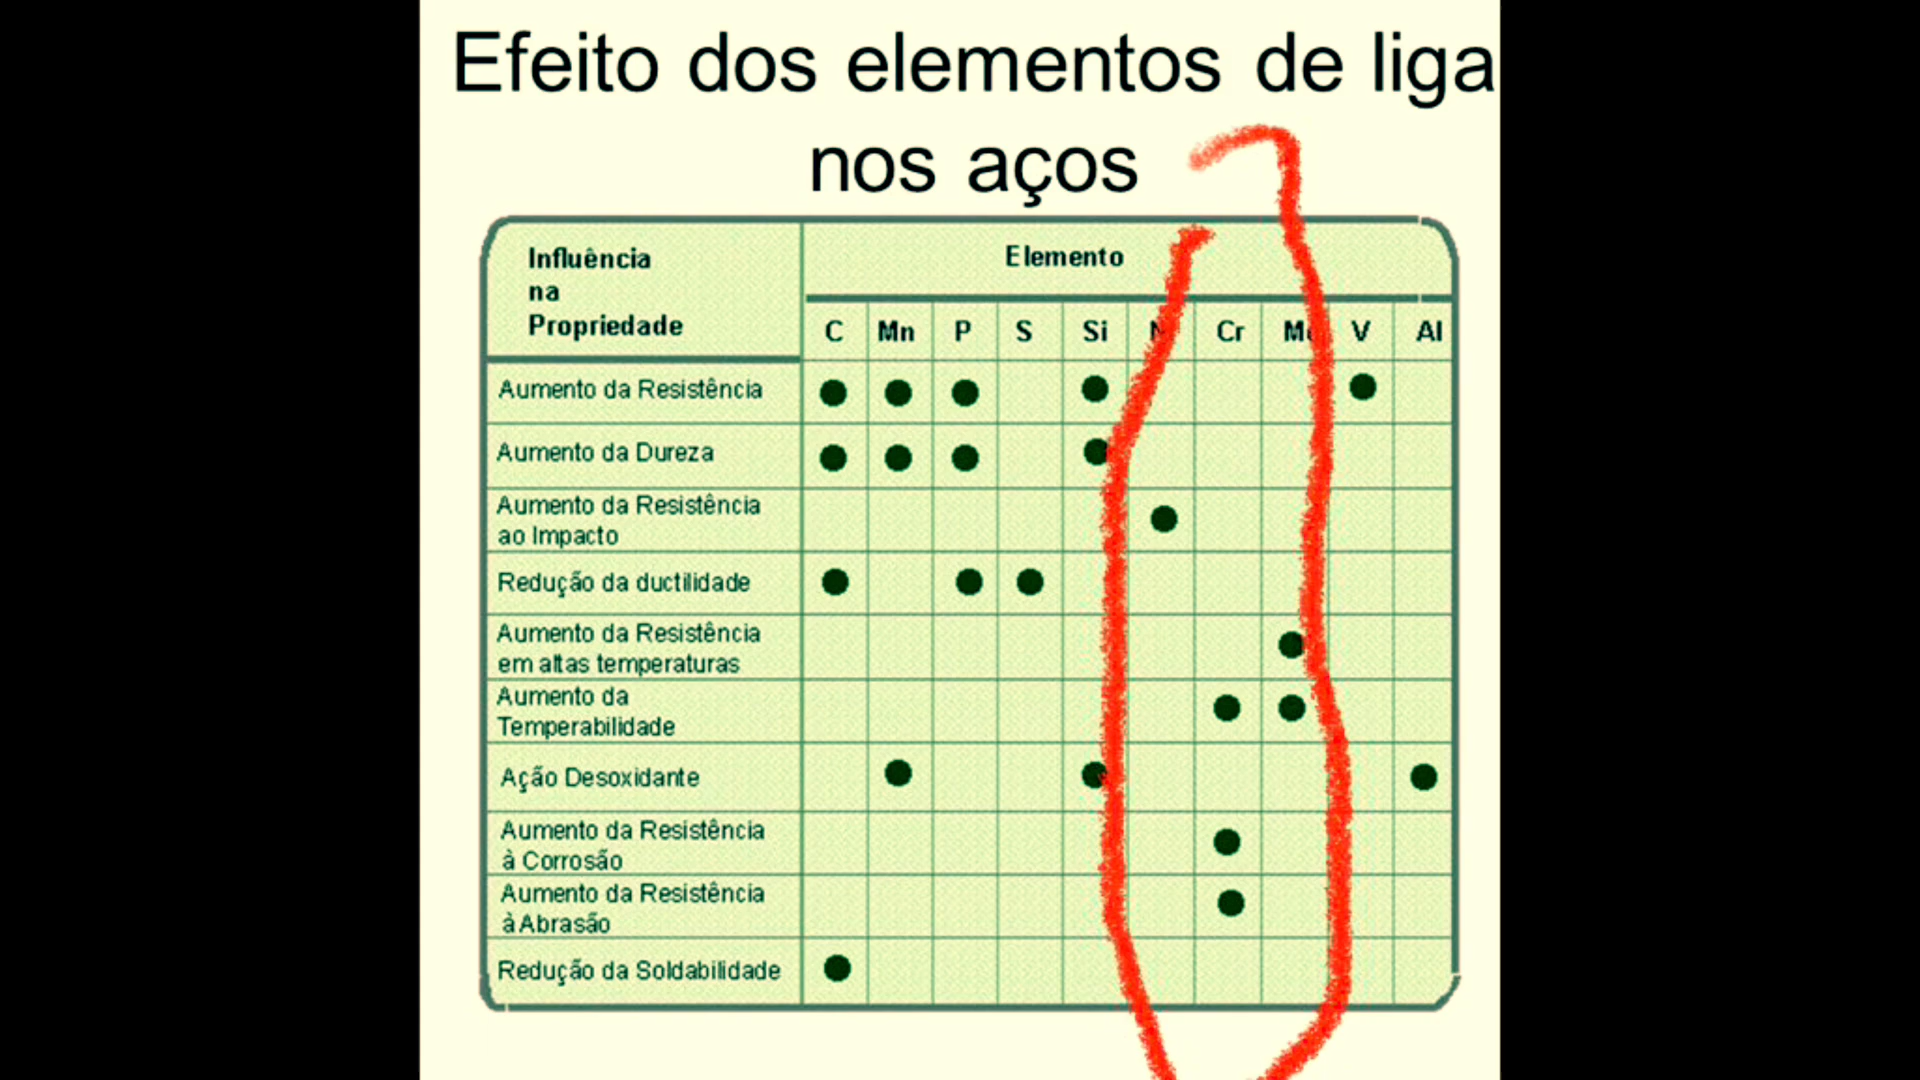 Efeito dos elementos de liga
nos aços
Influência
na
Propriedade
Elemento
C Mn P S Si Cr V Al
Aumento da Resistência
Aumento da Dureza
Aumento da Resistência
ao Impacto
Redução da ductilidade
Aumento da Resistência
em altas temperaturas
Aumento da
Temperabilidade
Ação Desoxidante
Aumento da Resistência
à Corrosão
Aumento da Resistência
à Abrasão
Redução da Soldabilidade